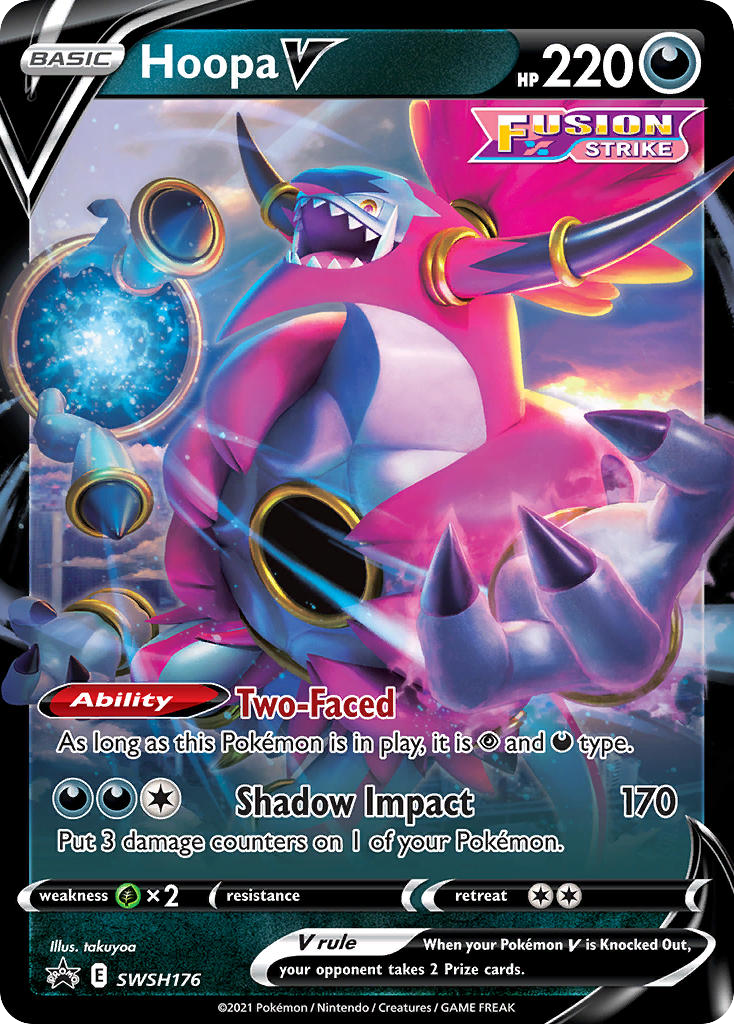 BASIC
Hoopa V
HP 220
FUSION
STRIKE
Ability Two-Faced
As long as this Pokémon is in play, it is and type.
Shadow Impact 170
Put 3 damage counters on 1 of your Pokémon.
weakness ×2 resistance retreat
Illus. takuyoa
V rule When your Pokémon V is Knocked Out,
your opponent takes 2 Prize cards.
PROMO E SWSH176
©2021 Pokémon / Nintendo / Creatures / GAME FREAK